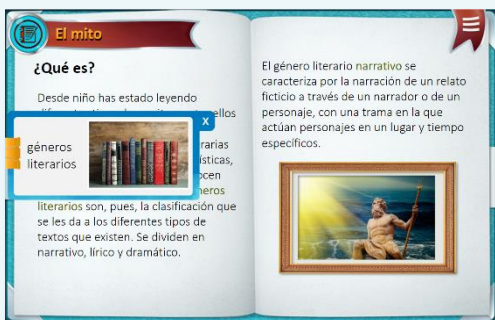 El mito
¿Qué es?
Desde niño ha estado leyendo
ellos
X
géneros
literarios
rarias
ísticas,
ocen
neros
literarios son, pues, la clasificación que
se les da a los diferentes tipos de
textos que existen. Se dividen en
narrativo, lírico y dramático.
El género literario narrativo se
caracteriza por la narración de un relato
ficticio a través de un narrador o de un
personaje, con una trama en la que
actúan personajes en un lugar y tiempo
específicos.